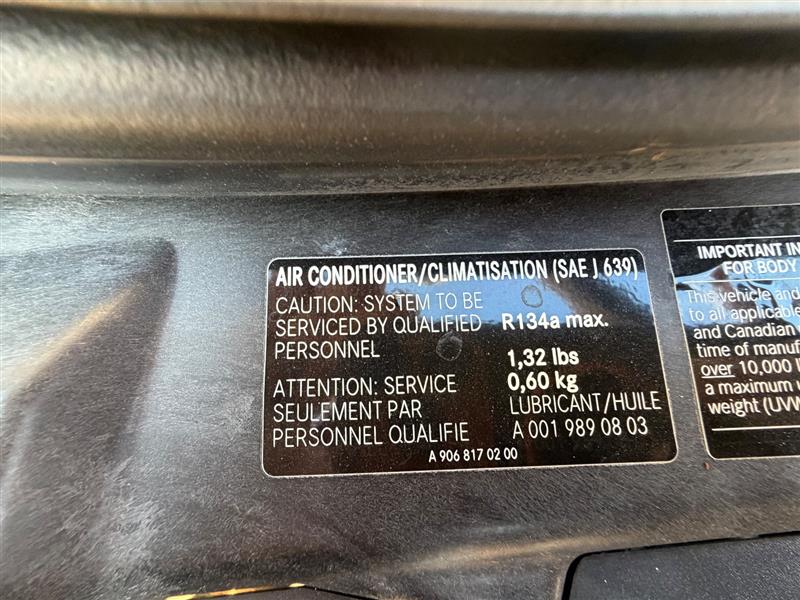 AIR CONDITIONER/CLIMATISATION (SAE J 639)
CAUTION: SYSTEM TO BE
SERVICED BY QUALIFIED R134a max.
PERSONNEL
1,32 lbs
ATTENTION: SERVICE 0,60 kg
SEULEMENT PAR LUBRICANT/HUILE
PERSONNEL QUALIFIE A 001 989 08 03
A 906 817 02 00
IMPORTANT IN
FOR BODY
This vehicle and
to all applicable
and Canadian
time of manuf
over 10,000 l
a maximum u
weight (UVW